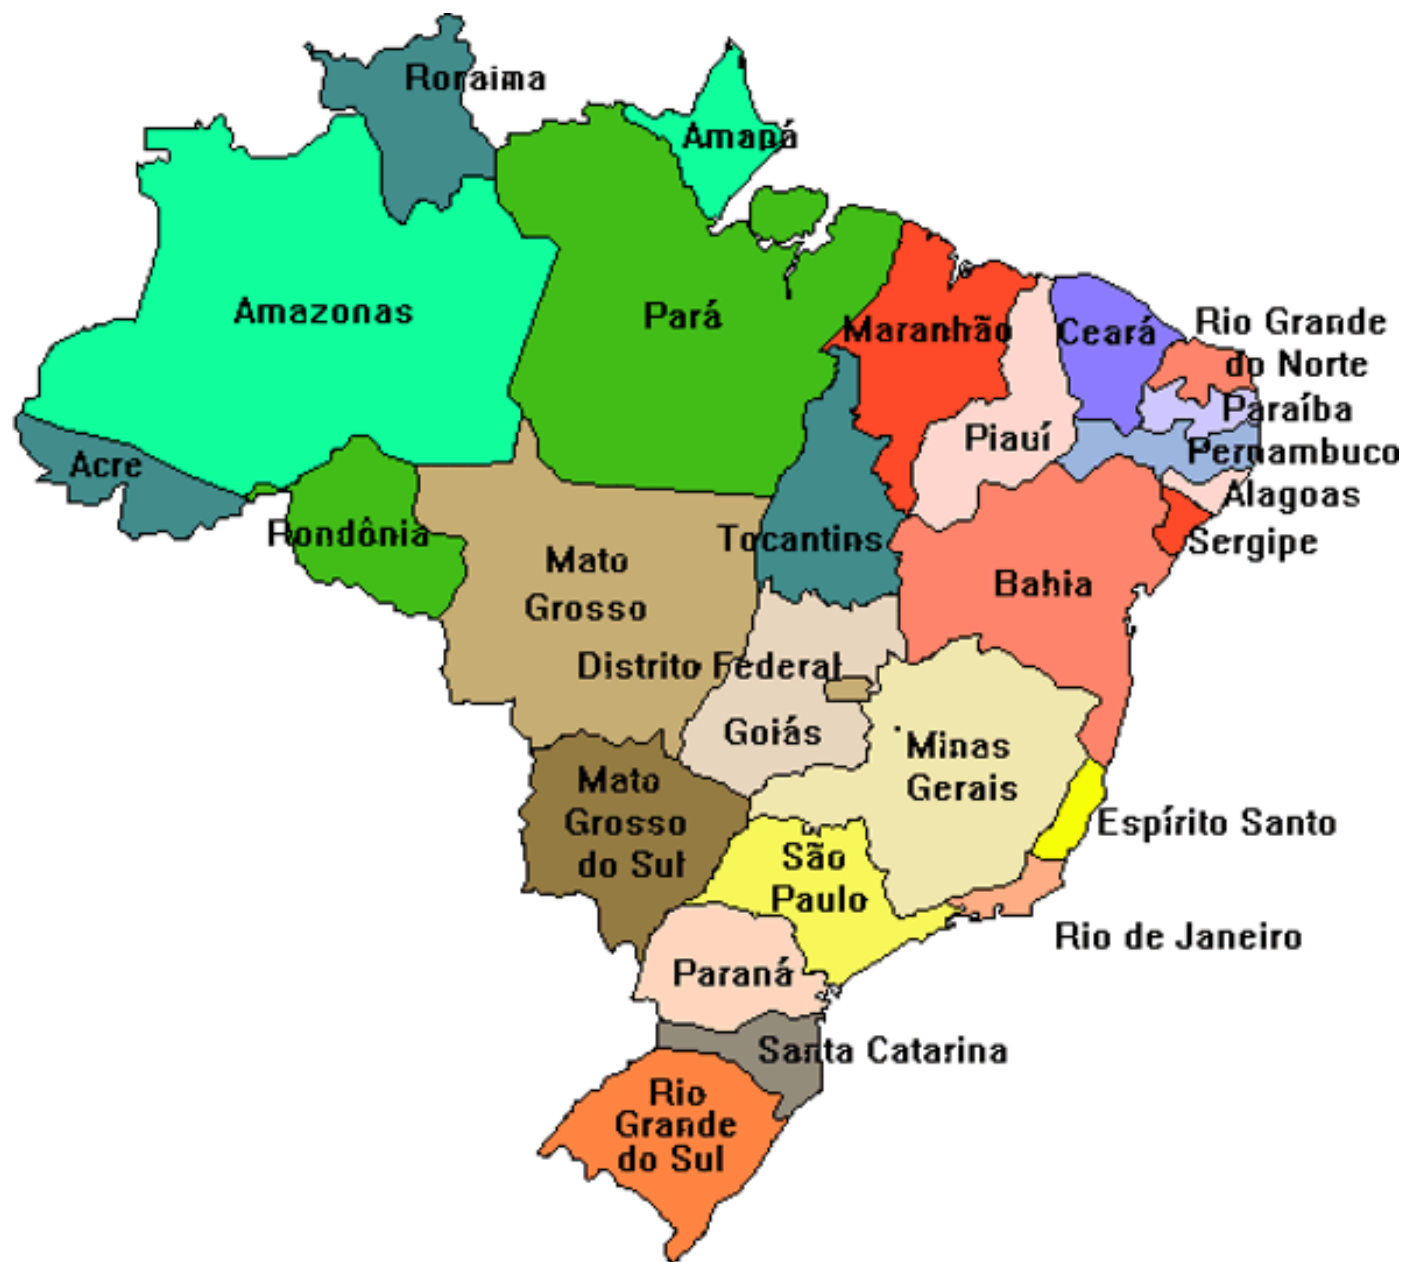 Roraima
Amapá
Amazonas
Pará
Maranhão
Ceará
Rio Grande
do Norte
Paraíba
Piauí
Pernambuco
Acre
Alagoas
Rondônia
Tocantins
Sergipe
Mato
Grosso
Bahia
Distrito Federal
Goiás
Minas
Gerais
Mato
Grosso
do Sul
Espírito Santo
São
Paulo
Rio de Janeiro
Paraná
Santa Catarina
Rio
Grande
do Sul